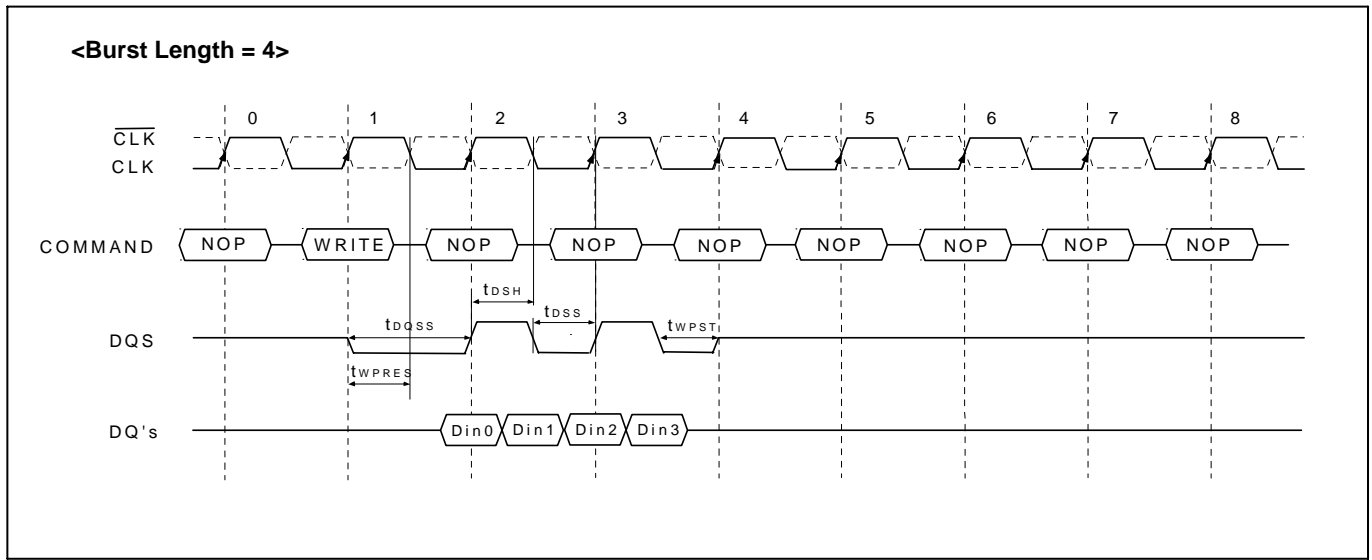 <Burst Length = 4>
0 1 2 3 4 5 6 7 8
CLK
CLK
COMMAND NOP WRITE NOP NOP NOP NOP NOP NOP NOP
tDSH
tDQSS tDSS tWPST
DQS
tWPRES
DQ's Din0 Din1 Din2 Din3